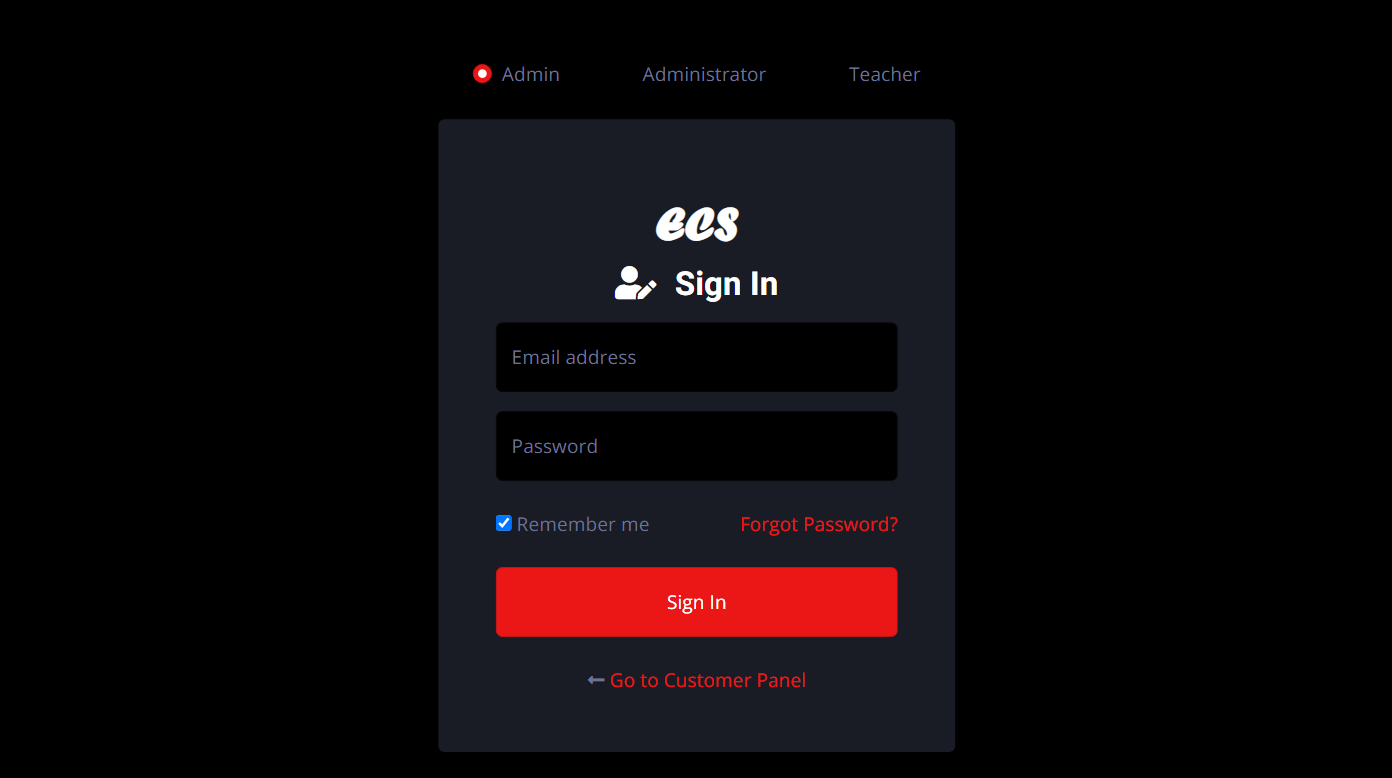 Admin Administrator Teacher
eCS
Sign In
Email address
Password
Remember me Forgot Password?
Sign In
Go to Customer Panel